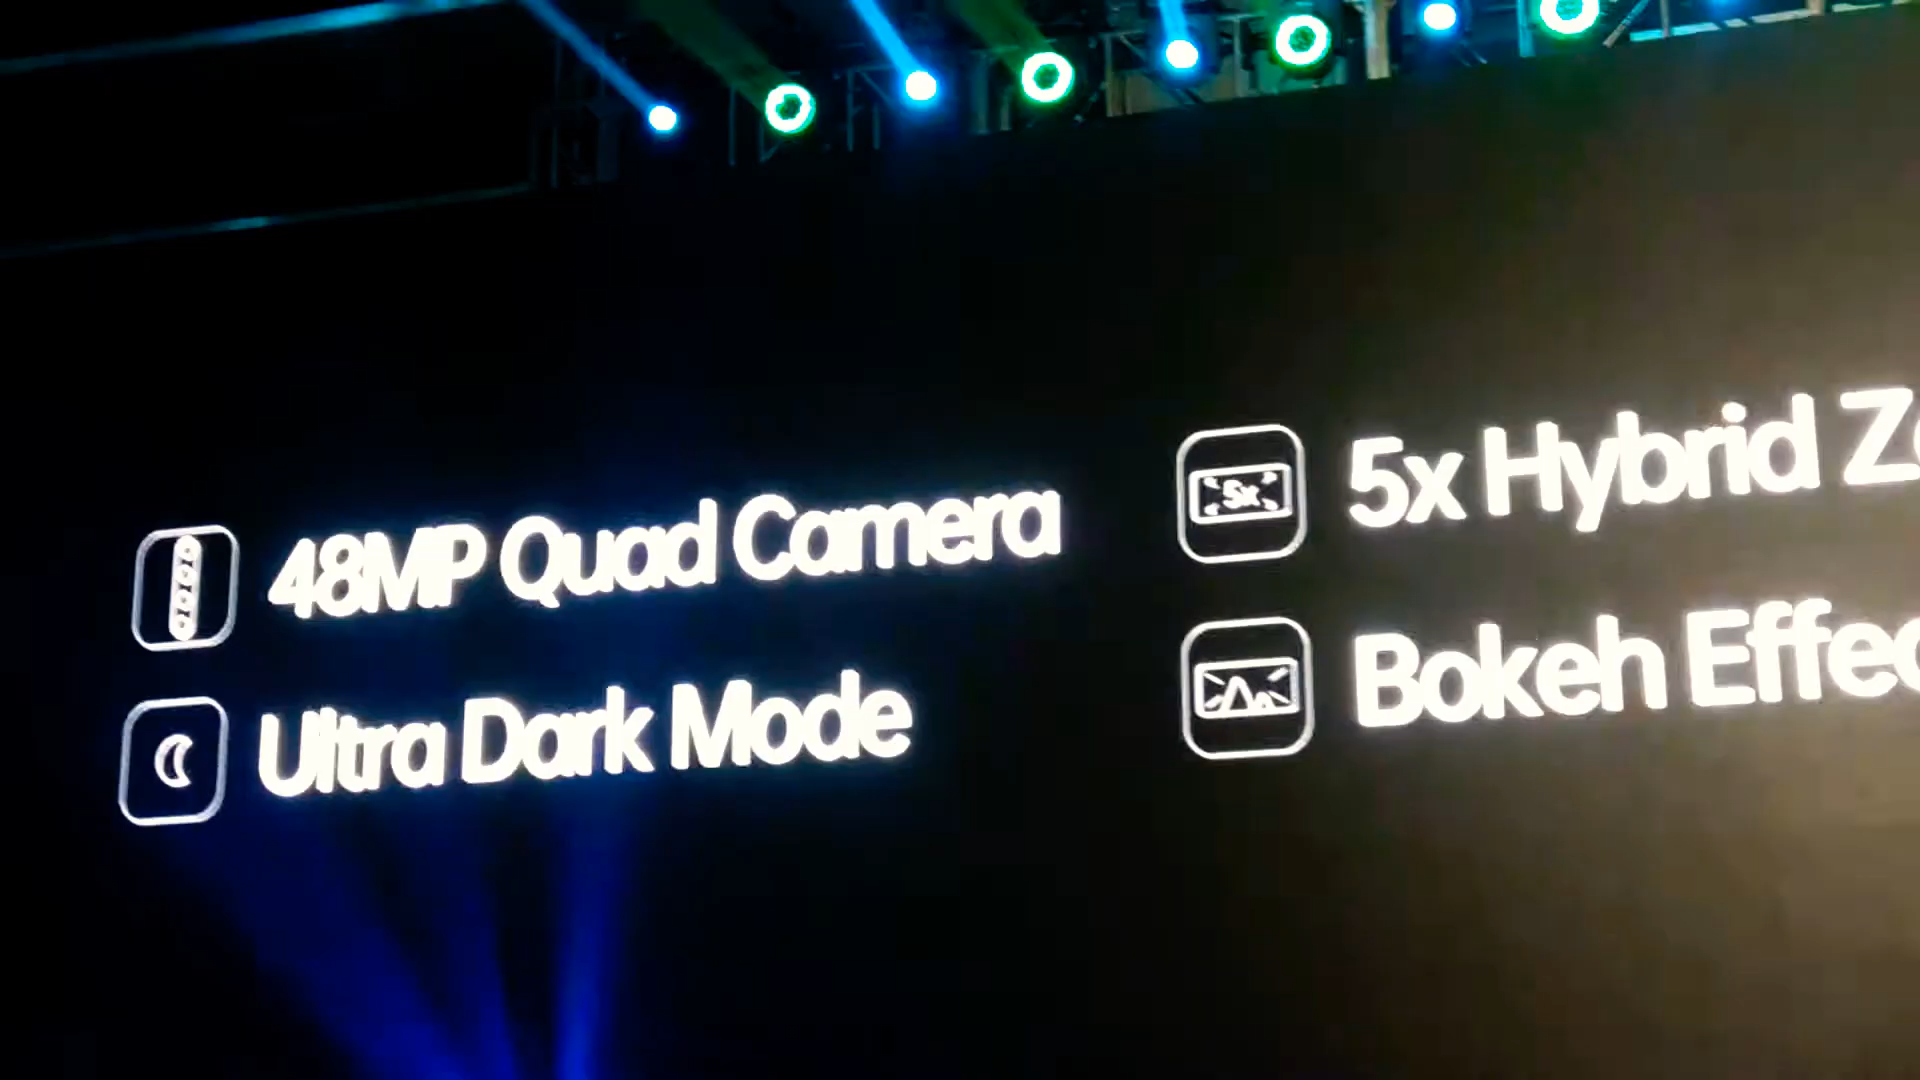 48MP Quad Camera
Ultra Dark Mode
5x
5x Hybrid
Bokeh